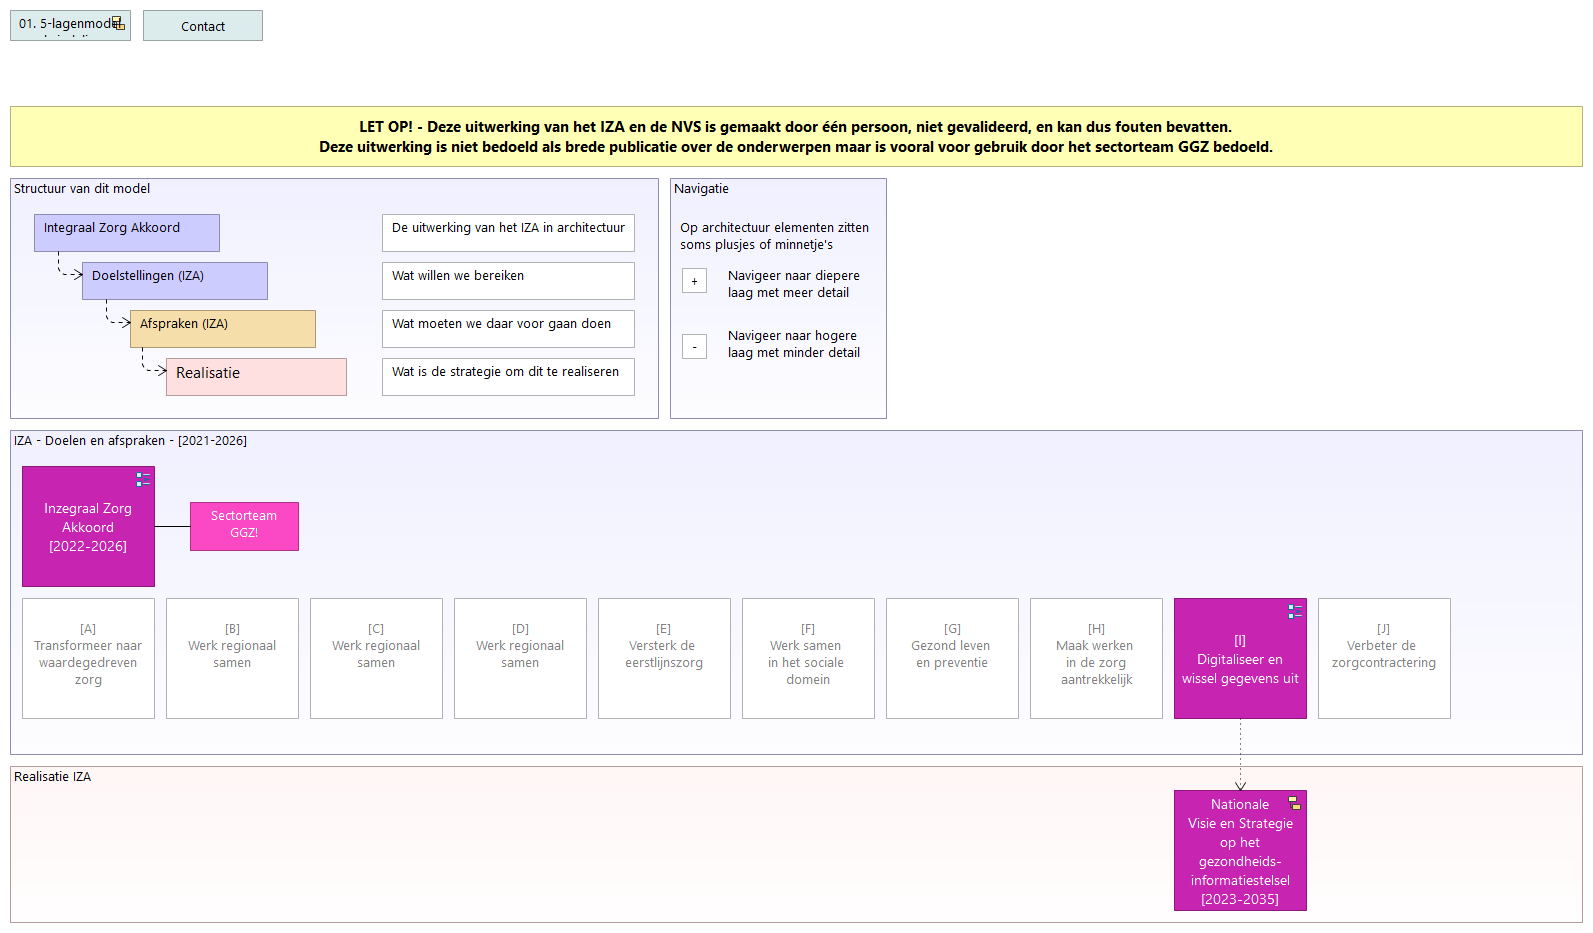 01. 5-lagenmodel
Contact
LET OP! - Deze uitwerking van het IZA en de NVS is gemaakt door één persoon, niet gevalideerd, en kan dus fouten bevatten.
Deze uitwerking is niet bedoeld als brede publicatie over de onderwerpen maar is vooral voor gebruik door het sectorteam GGZ bedoeld.
Structuur van dit model
Integraal Zorg Akkoord
De uitwerking van het IZA in architectuur
Doelstellingen (IZA)
Wat willen we bereiken
Afspraken (IZA)
Wat moeten we daar voor gaan doen
Realisatie
Wat is de strategie om dit te realiseren
Navigatie
Op architectuur elementen zitten
soms plusjes of minnetje's
+
Navigeer naar diepere
laag met meer detail
-
Navigeer naar hogere
laag met minder detail
IZA - Doelen en afspraken - [2021-2026]
Inzegraal Zorg
Akkoord
[2022-2026]
Sectorteam
GGZ!
[A]
Transformeer naar
waardegedreven
zorg
[B]
Werk regionaal
samen
[C]
Werk regionaal
samen
[D]
Werk regionaal
samen
[E]
Versterk de
eerstlijnszorg
[F]
Werk samen
in het sociale
domein
[G]
Gezond leven
en preventie
[H]
Maak werken
in de zorg
aantrekkelijk
[I]
Digitaliseer en
wissel gegevens uit
[J]
Verbeter de
zorgcontractering
Realisatie IZA
Nationale
Visie en Strategie
op het
gezondheids-
informatiestelsel
[2023-2035]